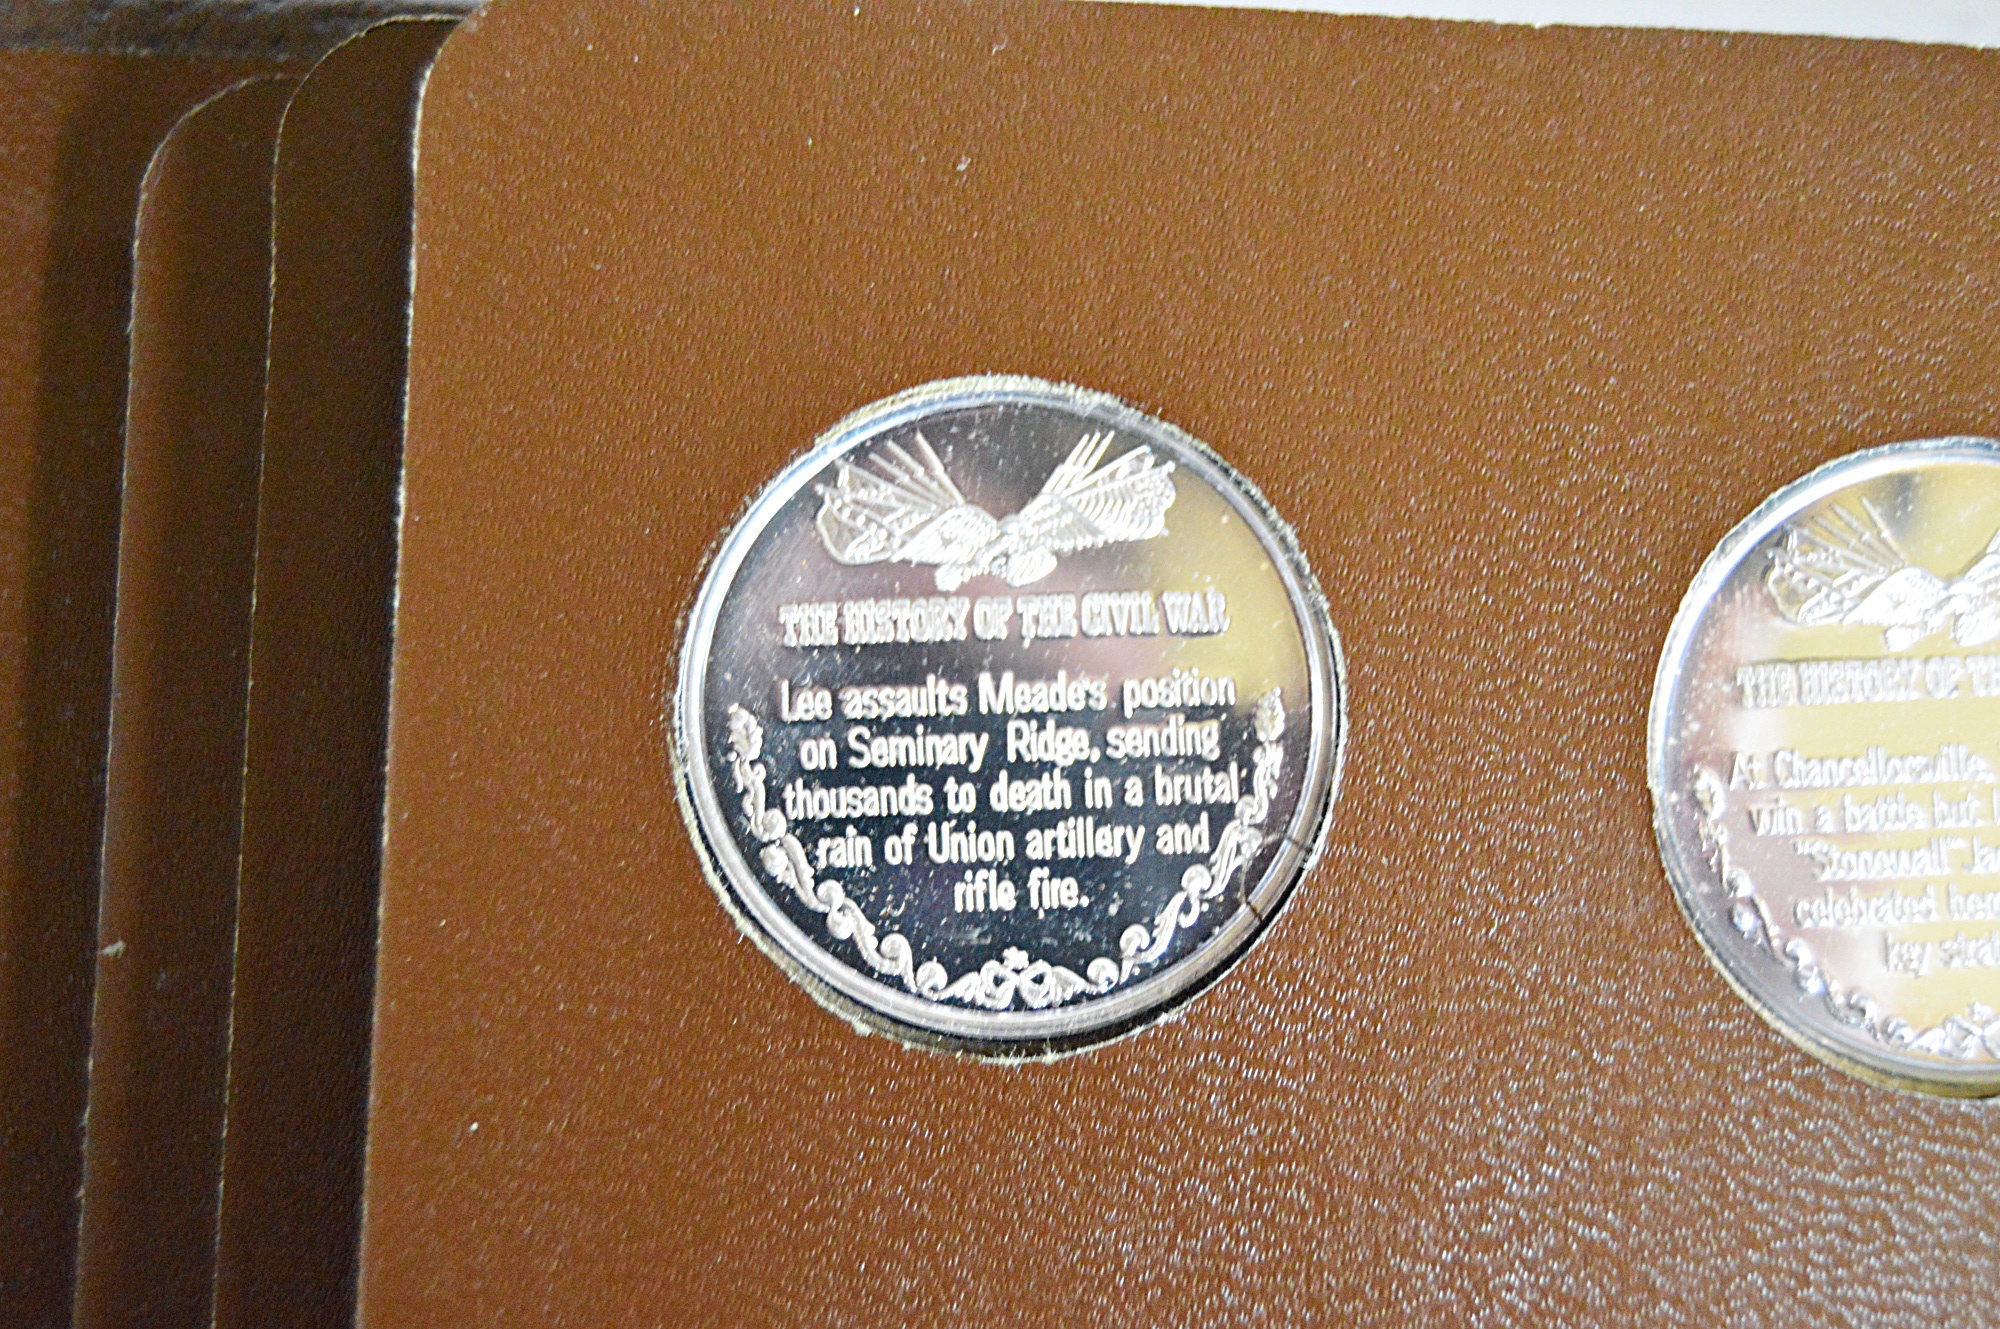 THE HISTORY OF THE CIVIL WAR
Lee assaults Meade's position
on Seminary Ridge, sending
thousands to death in a brutal
rain of Union artillery and
rifle fire.
THE HISTORY OF
At Chancellorsville,
win a battle but
"Stonewall"
celebrated
key